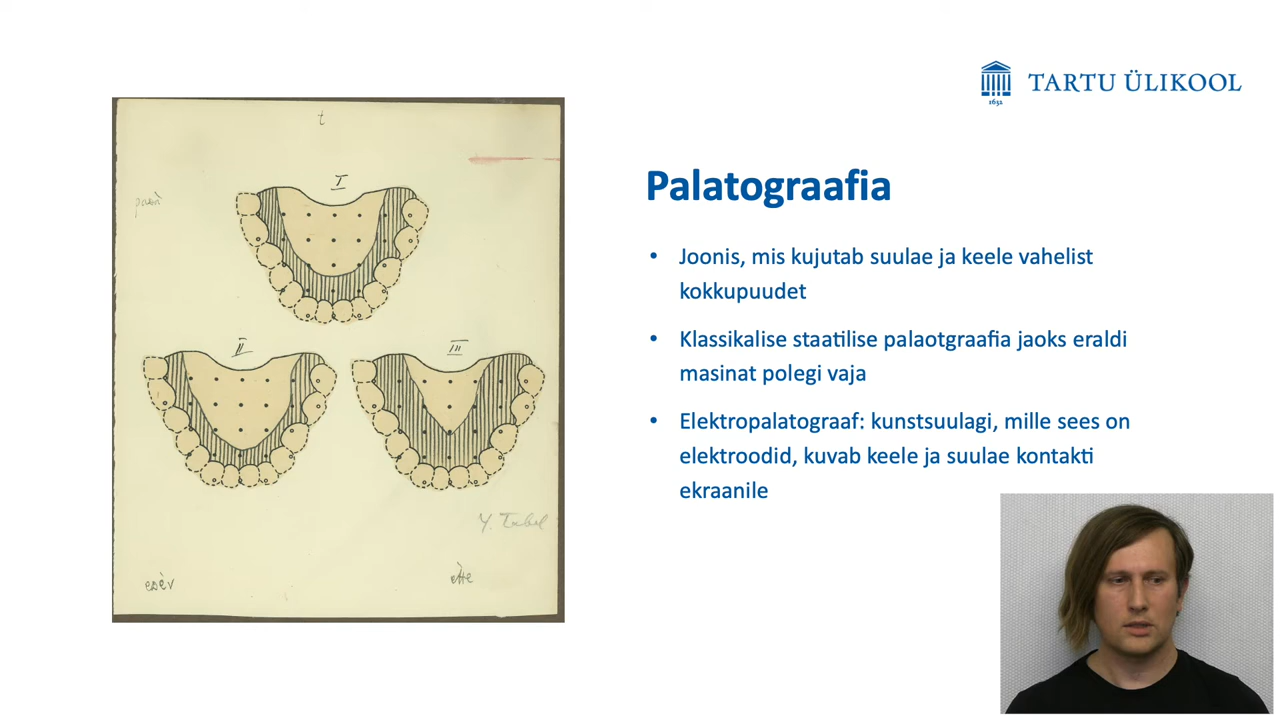 TARTU ÜLIKOOL
1632
t
I
II
III
Palatograafia
• Joonis, mis kujutab suulae ja keele vahelist
kokkupuudet
• Klassikalise staatilise palaotgraafia jaoks eraldi
masinat polegi vaja
• Elektropalatograaf: kunstsuulagi, mille sees on
elektroodid, kuvab keele ja suulae kontakti
ekraanile